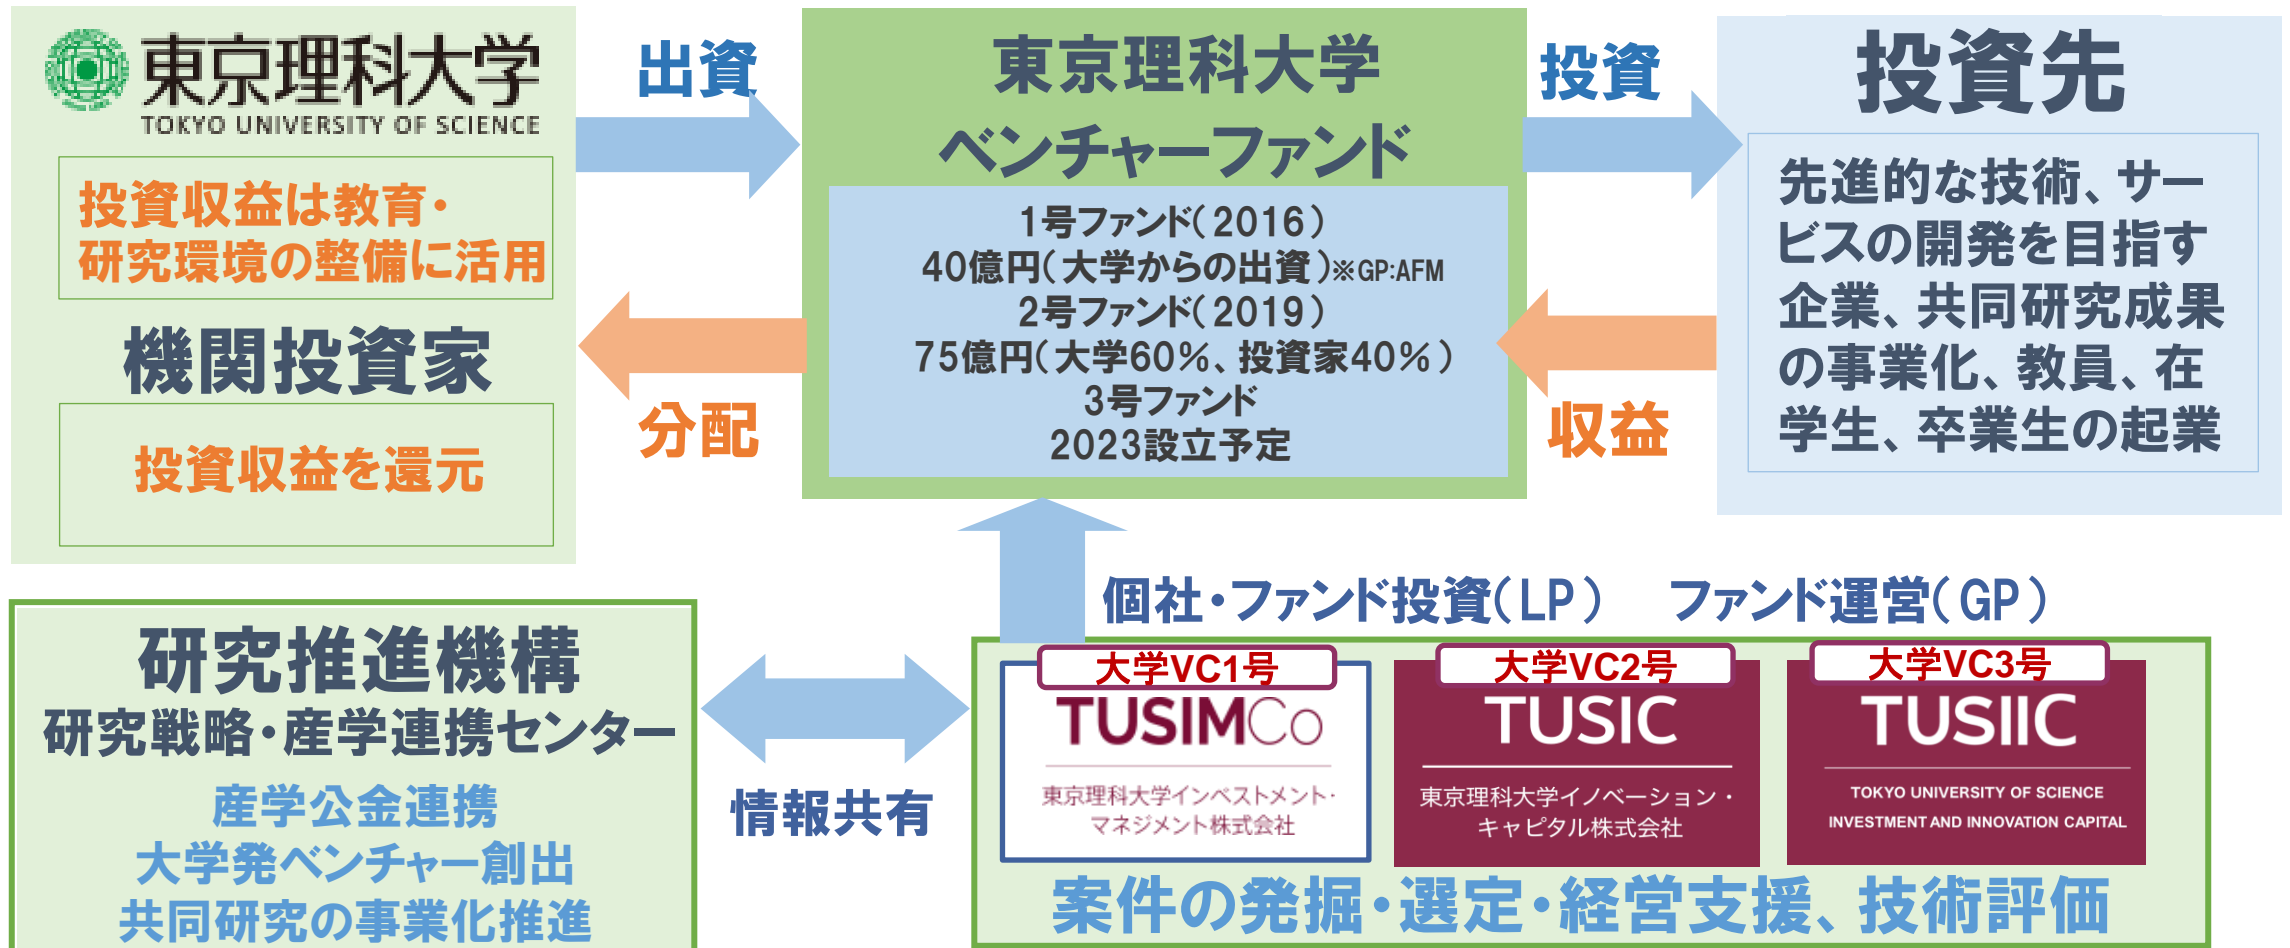 東京理科大学
TOKYO UNIVERSITY OF SCIENCE
投資収益は教育・
研究環境の整備に活用
機関投資家
投資収益を還元
出資
分配
東京理科大学
ベンチャーファンド
1号ファンド(2016)
40億円(大学からの出資)※GP:AFM
2号ファンド(2019)
75億円(大学60%、投資家40%)
3号ファンド
2023設立予定
投資
収益
投資先
先進的な技術、サー
ビスの開発を目指す
企業、共同研究成果
の事業化、教員、在
学生、卒業生の起業
研究推進機構
研究戦略・産学連携センター
産学公金連携
大学発ベンチャー創出
共同研究の事業化推進
情報共有
個社・ファンド投資(LP) ファンド運営(GP)
大学VC1号
TUSIMCo
東京理科大学インベストメント・
マネジメント株式会社
大学VC2号
TUSIC
東京理科大学イノベーション・
キャピタル株式会社
大学VC3号
TUSIIC
TOKYO UNIVERSITY OF SCIENCE
INVESTMENT AND INNOVATION CAPITAL
案件の発掘・選定・経営支援、技術評価